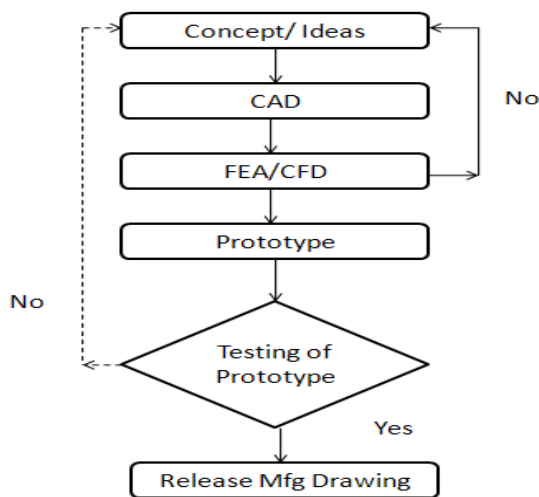 Concept/ Ideas
CAD
No
FEA/CFD
Prototype
No
Testing of
Prototype
Yes
Release Mfg Drawing